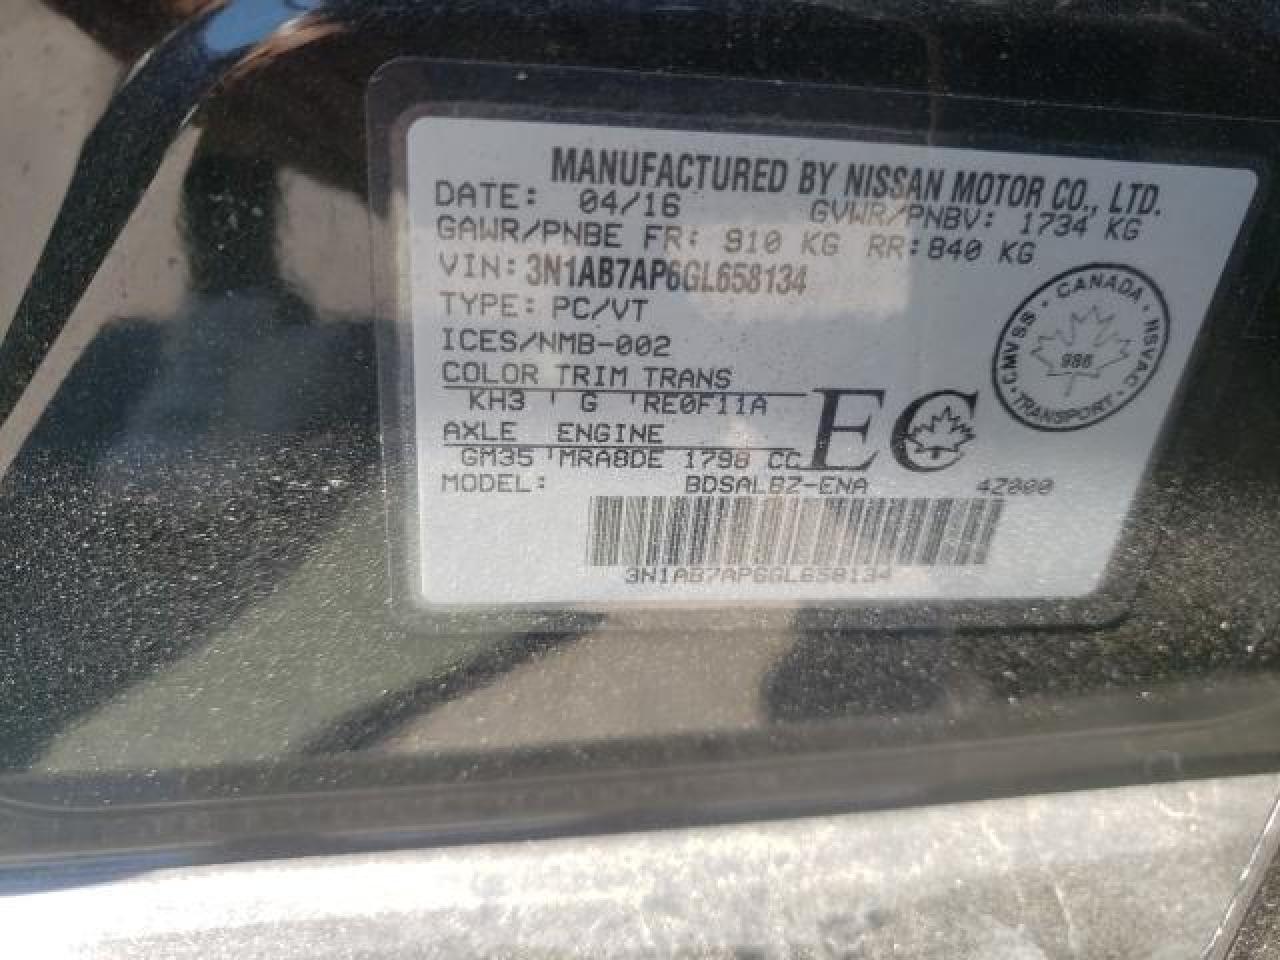 MANUFACTURED BY NISSAN MOTOR CO., LTD.
DATE: 04/16 GVWR/PNBV: 1734 KG
GAWR/PNBE FR: 910 KG RR: 840 KG
VIN: 3N1AB7AP6GL658134
TYPE: PC/VT
ICES/NMB-002
COLOR TRIM TRANS
KH3 ' G 'RE0F11A
AXLE ENGINE
GM35 'MRA8DE 1798 CC
MODEL: BDSALBZ-ENA 42000
3N1AB7AP6GL658134
EC
CANADA
CMVSS · NSVAC
986
TRANSPORT